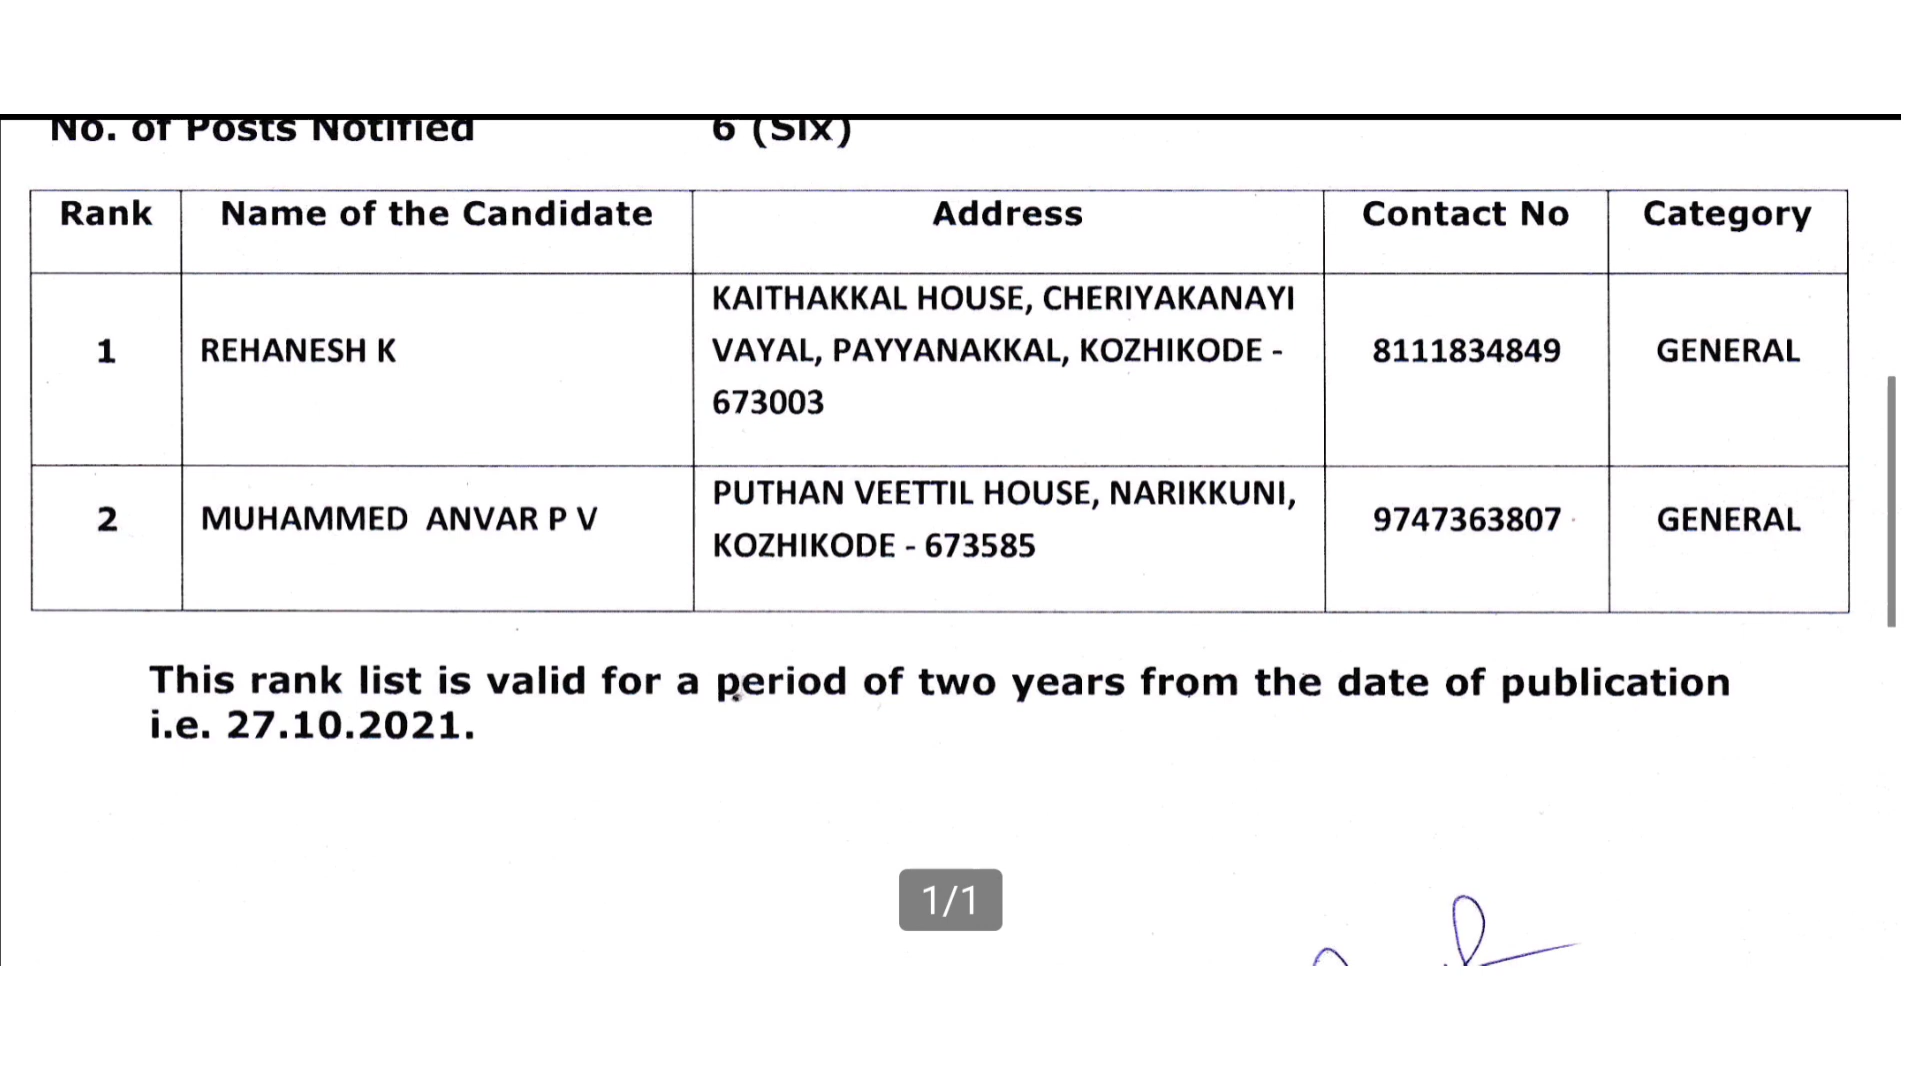 No. of Posts Notified 6 (Six)
Rank Name of the Candidate Address Contact No Category
KAITHAKKAL HOUSE, CHERIYAKANAYI
1 REHANESH K VAYAL, PAYYANAKKAL, KOZHIKODE - 8111834849 GENERAL
673003
PUTHAN VEETTIL HOUSE, NARIKKUNI,
2 MUHAMMED ANVAR P V 9747363807 GENERAL
KOZHIKODE - 673585
This rank list is valid for a period of two years from the date of publication
i.e. 27.10.2021.
1/1